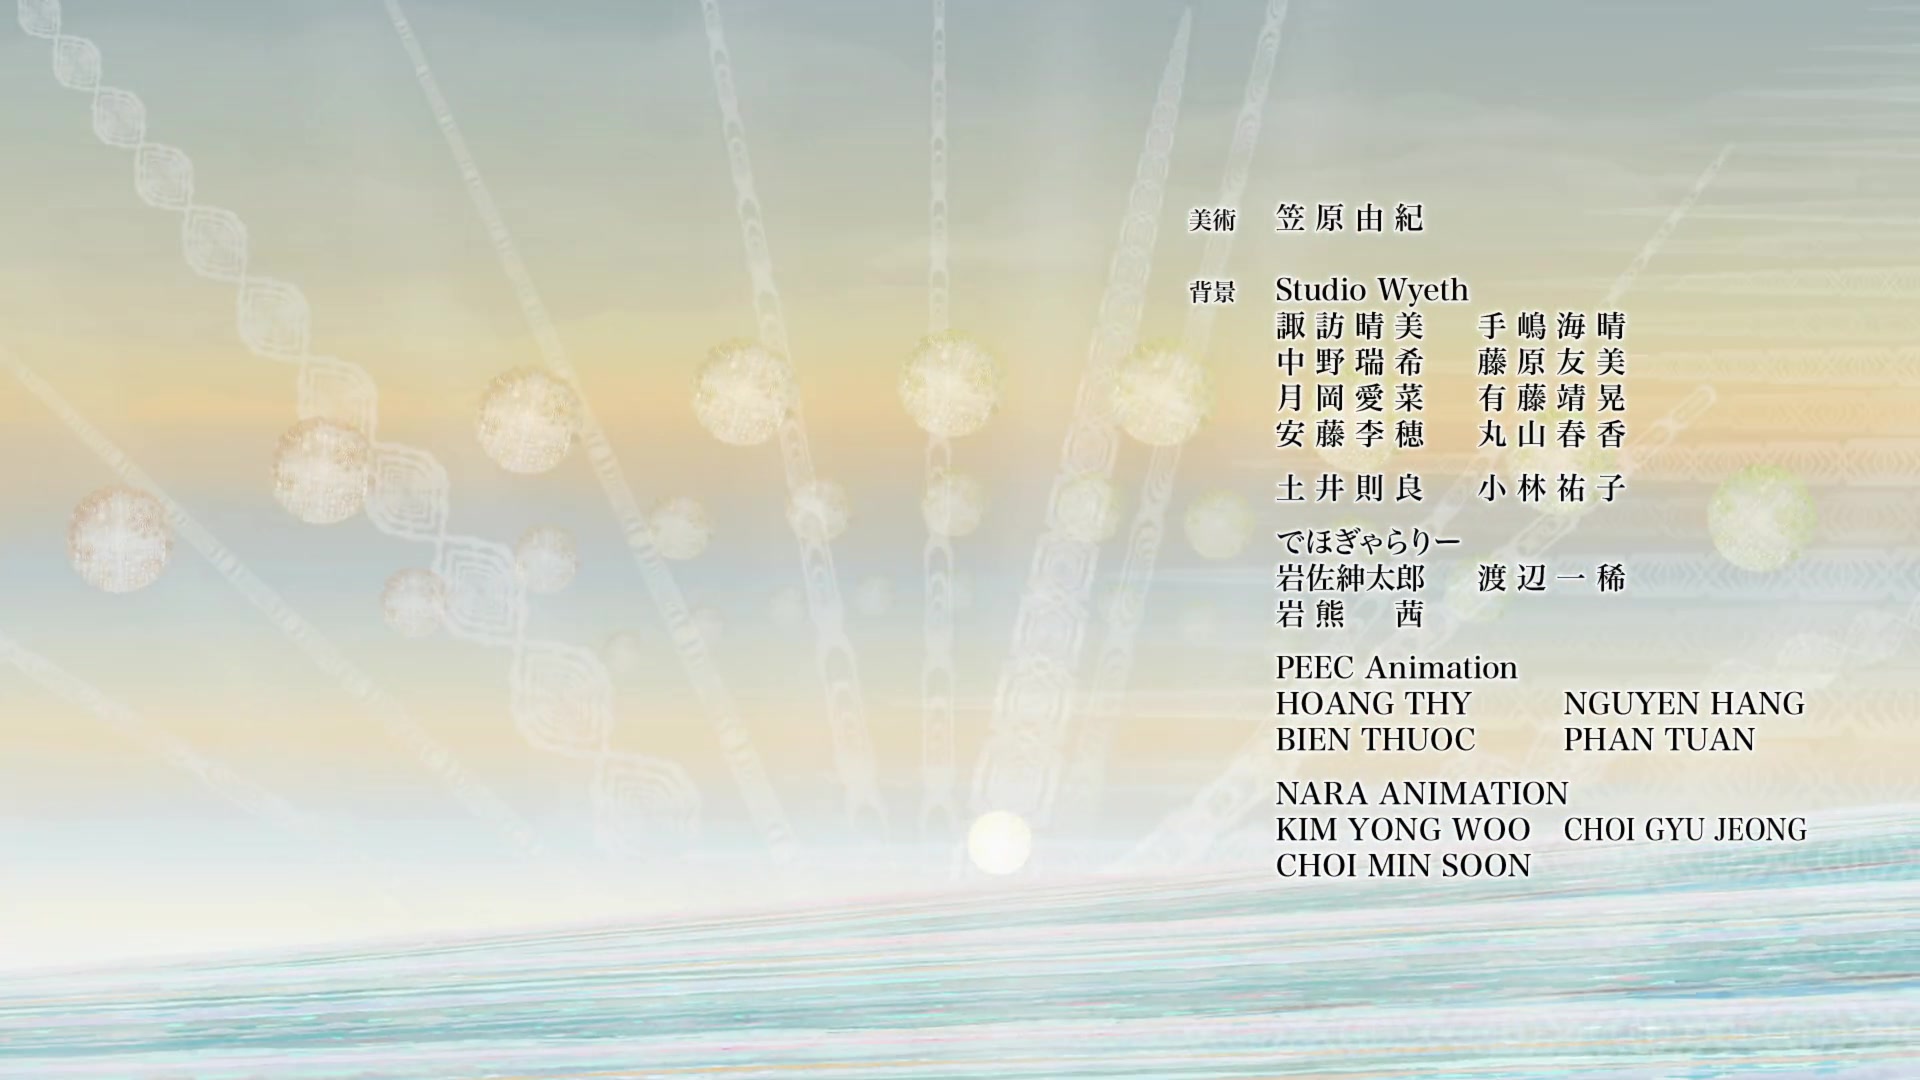 美術 笠原由紀
背景 Studio Wyeth
諏訪晴美 手嶋海晴
中野瑞希 藤原友美
月岡愛菜 有藤靖晃
安藤李穂 丸山春香
土井則良 小林祐子
でほぎゃらりー
岩佐紳太郎 渡辺一稀
岩熊 茜
PEEC Animation
HOANG THY NGUYEN HANG
BIEN THUOC PHAN TUAN
NARA ANIMATION
KIM YONG WOO CHOI GYU JEONG
CHOI MIN SOON